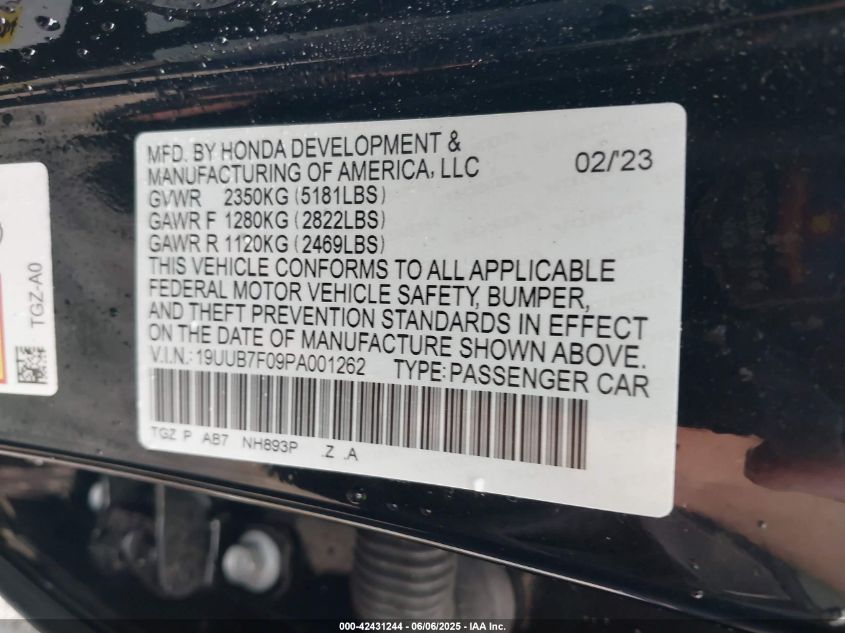 MFD. BY HONDA DEVELOPMENT &
MANUFACTURING OF AMERICA, LLC 02/'23
GVWR 2350KG (5181LBS)
GAWR F 1280KG (2822LBS)
GAWR R 1120KG (2469LBS)
THIS VEHICLE CONFORMS TO ALL APPLICABLE
FEDERAL MOTOR VEHICLE SAFETY, BUMPER,
AND THEFT PREVENTION STANDARDS IN EFFECT
ON THE DATE OF MANUFACTURE SHOWN ABOVE.
V.I.N.: 19UUB7F09PA001262 TYPE: PASSENGER CAR
TGZ P AB7 NH893P .Z .A
TGZ-A0
000-42431244 | 06/06/2025 | IAA Inc.